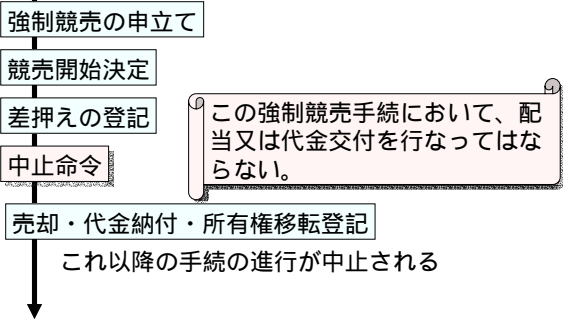 強制競売の申立て
競売開始決定
差押えの登記
この強制競売手続において、配
当又は代金交付を行なってはな
らない。
中止命令
売却・代金納付・所有権移転登記
これ以降の手続の進行が中止される